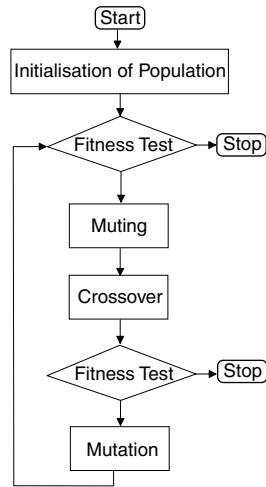 Start
Initialisation of Population
Fitness Test
Stop
Muting
Crossover
Fitness Test
Stop
Mutation